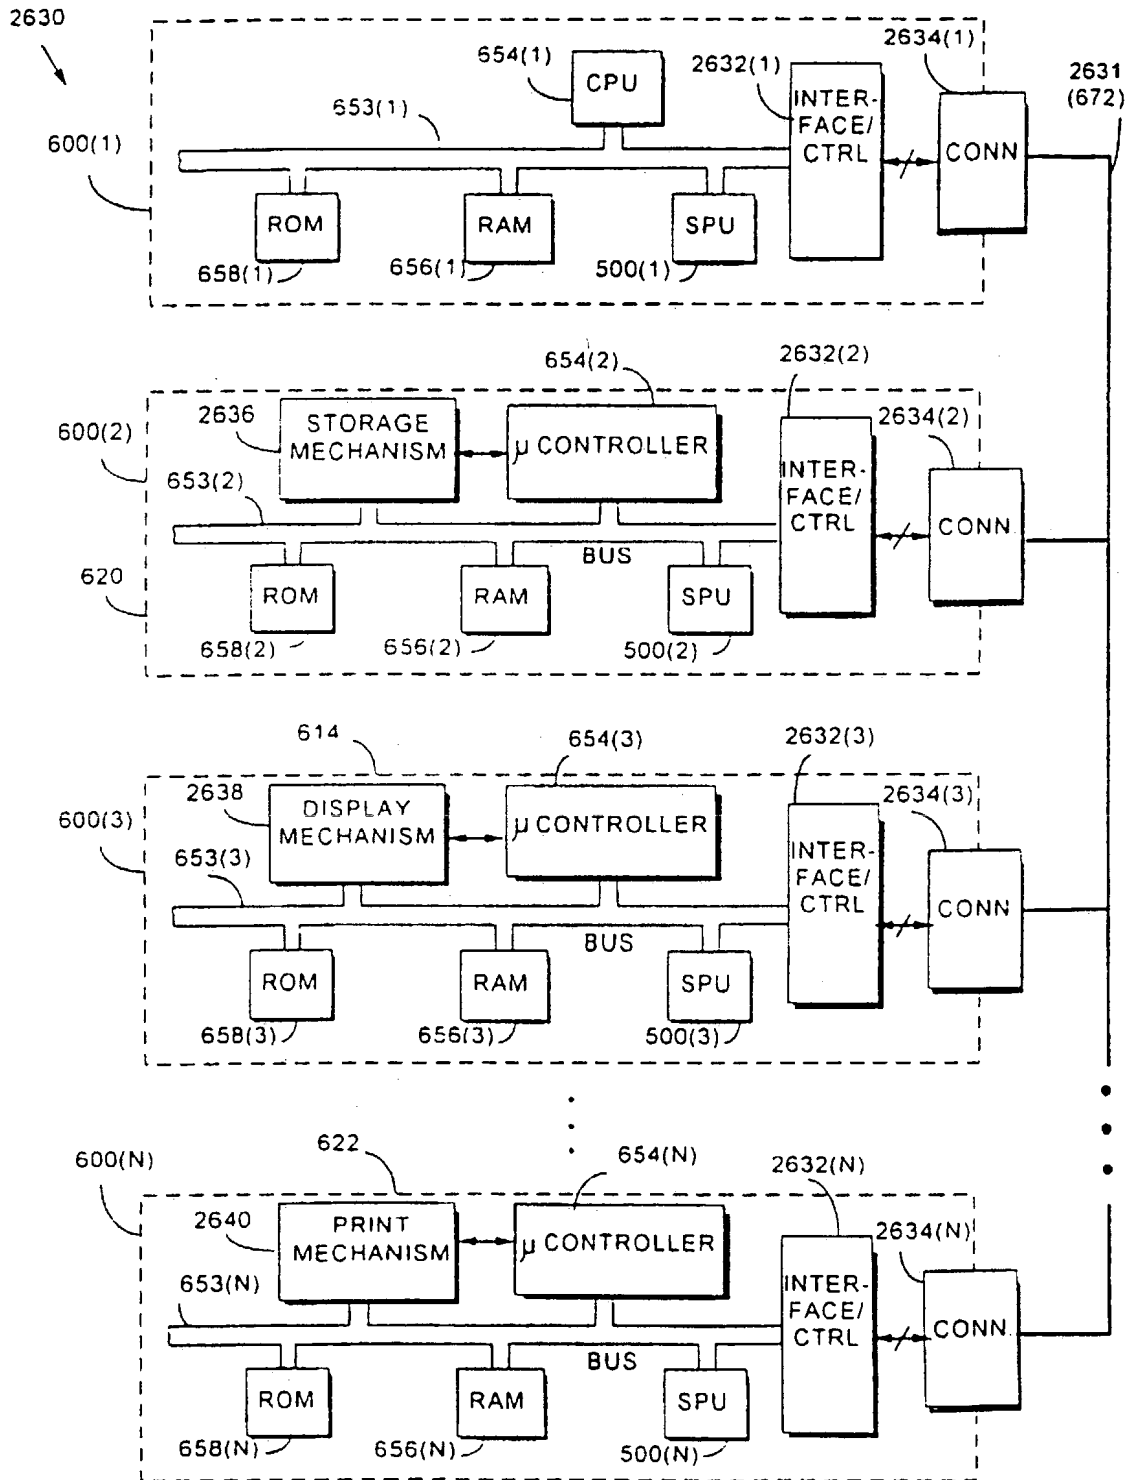 2630
2634(1)
654(1)
2632(1)
2631
(672)
CPU
INTER-
FACE/
CTRL
653(1)
600(1)
CONN
ROM
RAM
SPU
658(1)
656(1)
500(1)
654(2)
2632(2)
2636
STORAGE
MECHANISM
μ CONTROLLER
2634(2)
600(2)
653(2)
INTER-
FACE/
CTRL
CONN
BUS
620
ROM
RAM
SPU
658(2)
656(2)
500(2)
614
654(3)
2632(3)
2638
DISPLAY
MECHANISM
μ CONTROLLER
2634(3)
600(3)
653(3)
INTER-
FACE/
CTRL
CONN
BUS
ROM
RAM
SPU
658(3)
656(3)
500(3)
622
600(N)
654(N)
2632(N)
2640
PRINT
MECHANISM
μ CONTROLLER
2634(N)
653(N)
INTER-
FACE/
CTRL
CONN.
BUS
ROM
RAM
SPU
658(N)
656(N)
500(N)